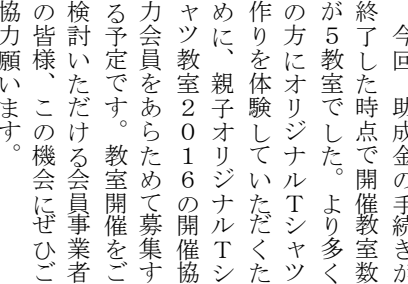 今回　助成金の手続きが
終了した時点で開催教室数
が５教室でした。より多く
の方にオリジナルＴシャツ
作りを体験していただくた
めに、親子オリジナルＴシ
ャツ教室２０１６の開催協
力会員をあらためて募集す
る予定です。教室開催をご
検討いただける会員事業者
の皆様、この機会にぜひご
協力願います。